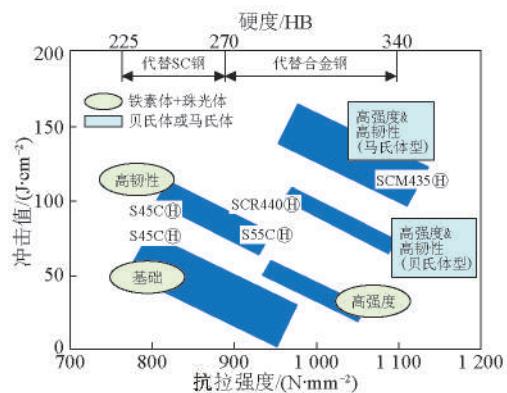 硬度/HB
225 270 340
200
代替SC钢 代替合金钢
铁素体+珠光体
贝氏体或马氏体
150
高强度&
高韧性
(马氏体型)
高韧性
SCM435Ⓗ
100
S45CⒽ
SCR440Ⓗ
S45CⒽ
S55CⒽ
高强度&
高韧性
(贝氏体型)
50
基础
高强度
0
冲击值/(J·cm⁻²)
700 800 900 1 000 1 100 1 200
抗拉强度/(N·mm⁻²)